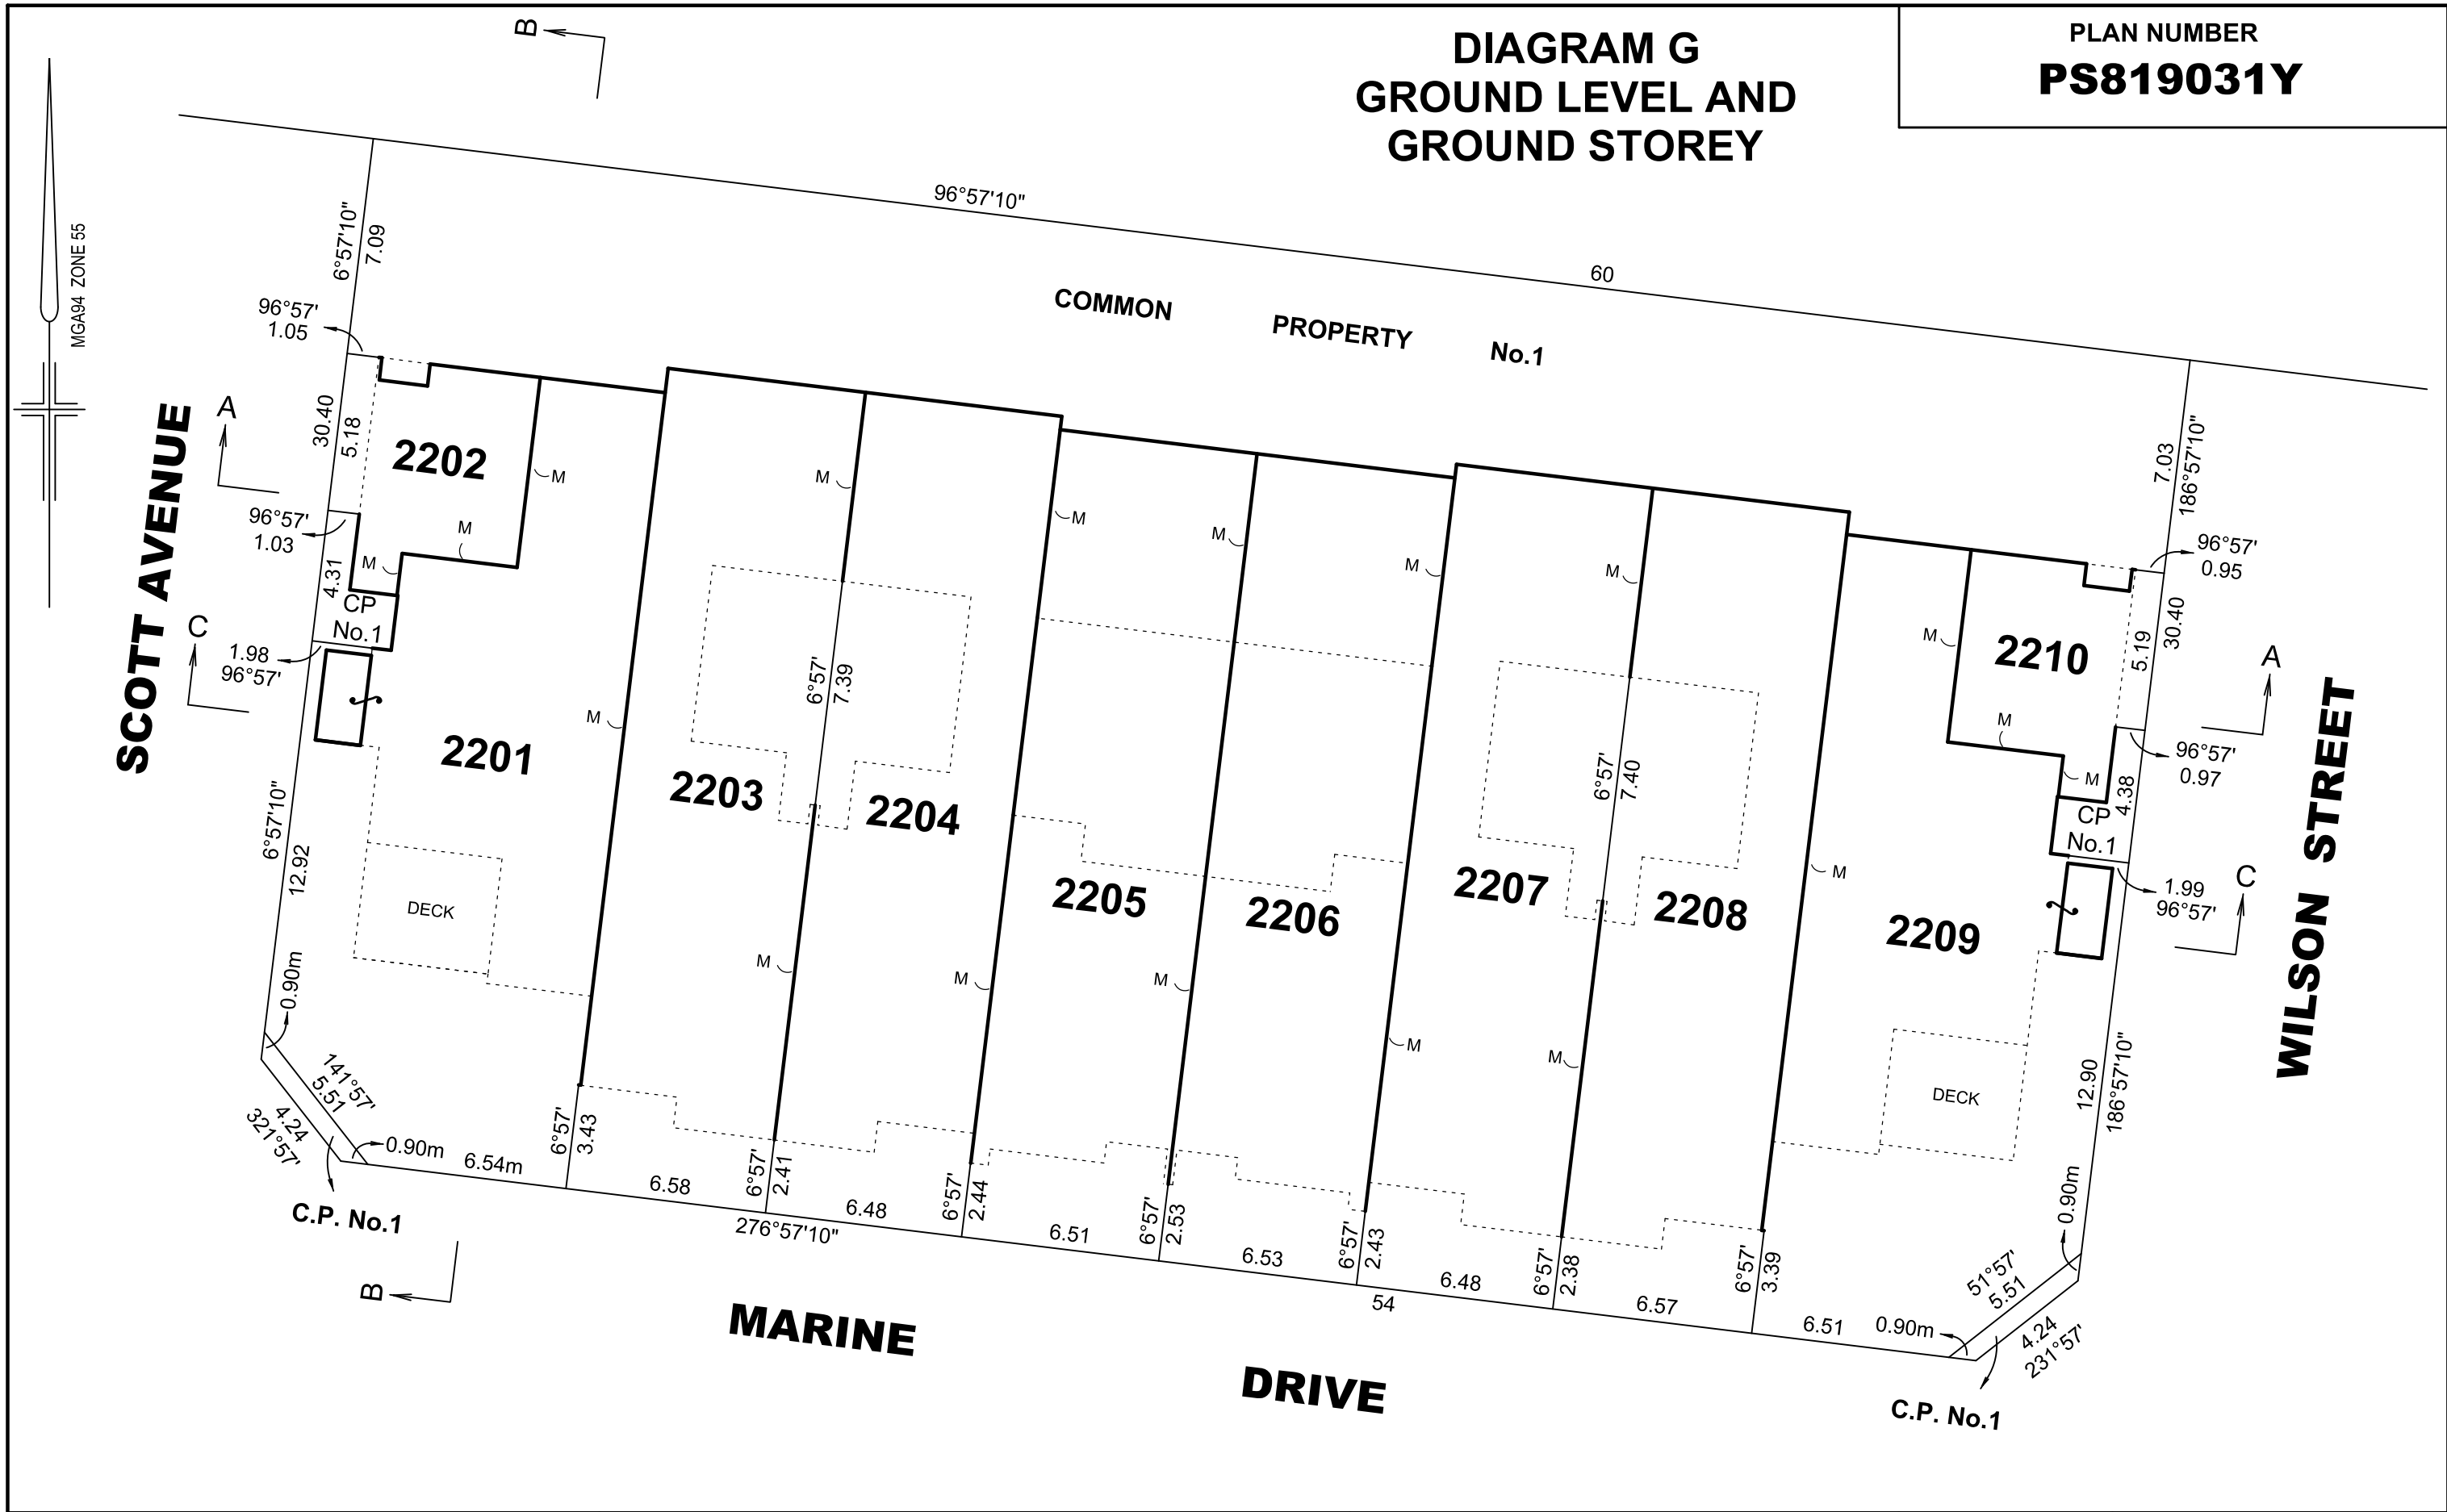 DIAGRAM G
GROUND LEVEL AND
GROUND STOREY
PLAN NUMBER
PS819031Y
B
MGA94 ZONE 55
96°57'10"
60
6°57'10"
7.09
COMMON PROPERTY No.1
96°57'
1.05
30.40
5.18
SCOTT AVENUE
A
2202
M
M
M
96°57'
1.03
4.31
CP
No.1
C
1.98
96°57'
2201
M
6°57'10"
12.92
DECK
0.90m
141°57'
5.51
4.24
321°57'
0.90m
6.54m
C.P. No.1
B
M
6°57'
7.39
2203
2204
M
M
M
M
2205
M
M
2206
M
M
M
6°57'
7.40
2207
2208
M
M
7.03
186°57'10"
96°57'
0.95
M
2210
5.19
30.40
M
M
A
96°57'
0.97
4.38
CP
No.1
1.99
96°57'
C
WILSON STREET
2209
DECK
12.90
186°57'10"
0.90m
51°57'
5.51
4.24
231°57'
0.90m
C.P. No.1
6°57'
3.43
6.58
6°57'
2.41
6.48
6°57'
2.44
6.51
6°57'
2.53
6.53
6°57'
2.43
6.48
6°57'
2.38
6.57
6°57'
3.39
6.51
276°57'10"
54
MARINE DRIVE